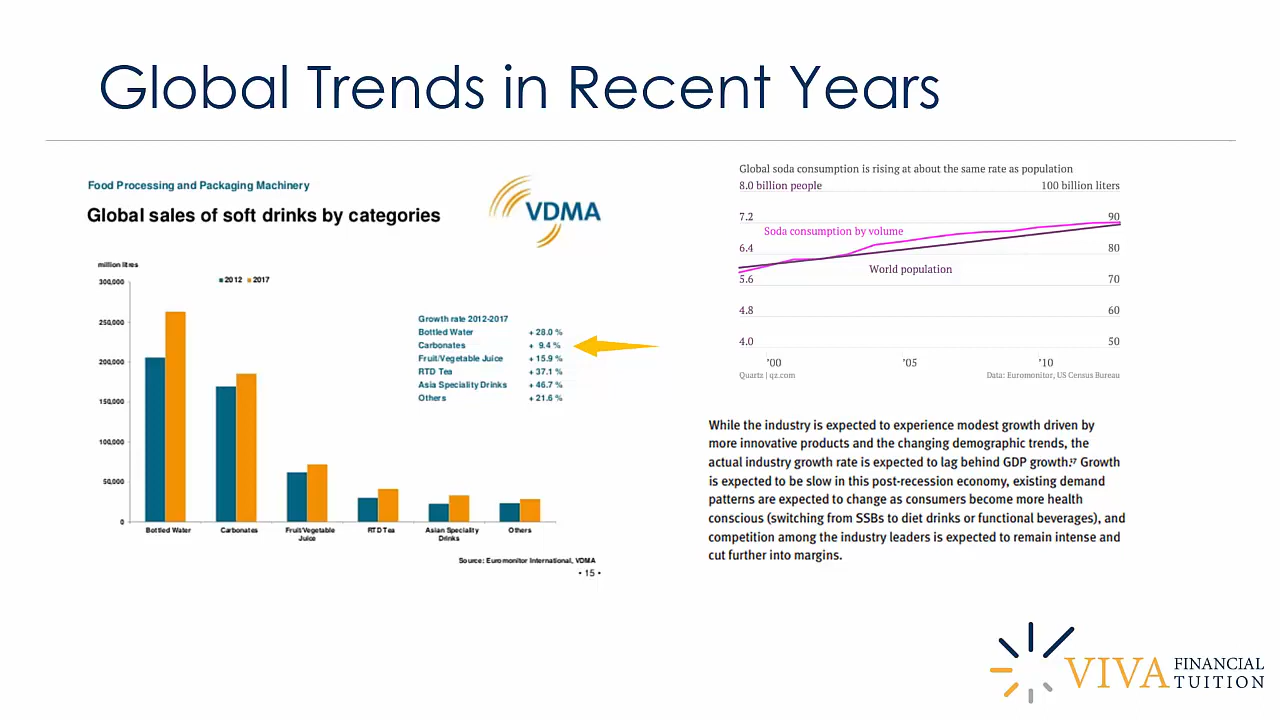 Global Trends in Recent Years
Food Processing and Packaging Machinery
Global sales of soft drinks by categories
VDMA
million litres
2012 2017
300,000
250,000
200,000
150,000
100,000
50,000
0
Growth rate 2012-2017
Bottled Water + 28.0 %
Carbonates + 9.4 %
Fruit/Vegetable Juice + 15.9 %
RTD Tea + 37.1 %
Asia Speciality Drinks + 46.7 %
Others + 21.6 %
Bottled Water Carbonates Fruit/Vegetable RTD Tea Asian Speciality Others
Juice Drinks
Source: Euromonitor International, VDMA
• 15 •
Global soda consumption is rising at about the same rate as population
8.0 billion people 100 billion liters
7.2 90
Soda consumption by volume
6.4 80
World population
5.6 70
4.8 60
4.0 50
’00 ’05 ’10
Quartz | qz.com Data: Euromonitor, US Census Bureau
While the industry is expected to experience modest growth driven by
more innovative products and the changing demographic trends, the
actual industry growth rate is expected to lag behind GDP growth.17 Growth
is expected to be slow in this post-recession economy, existing demand
patterns are expected to change as consumers become more health
conscious (switching from SSBs to diet drinks or functional beverages), and
competition among the industry leaders is expected to remain intense and
cut further into margins.
VIVA FINANCIAL
TUITION